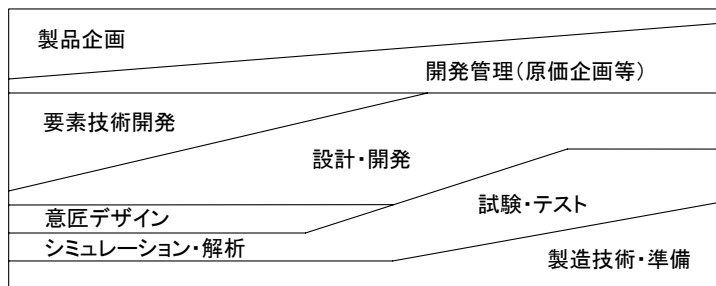 製品企画
開発管理(原価企画等)
要素技術開発
設計・開発
意匠デザイン
試験・テスト
シミュレーション・解析
製造技術・準備